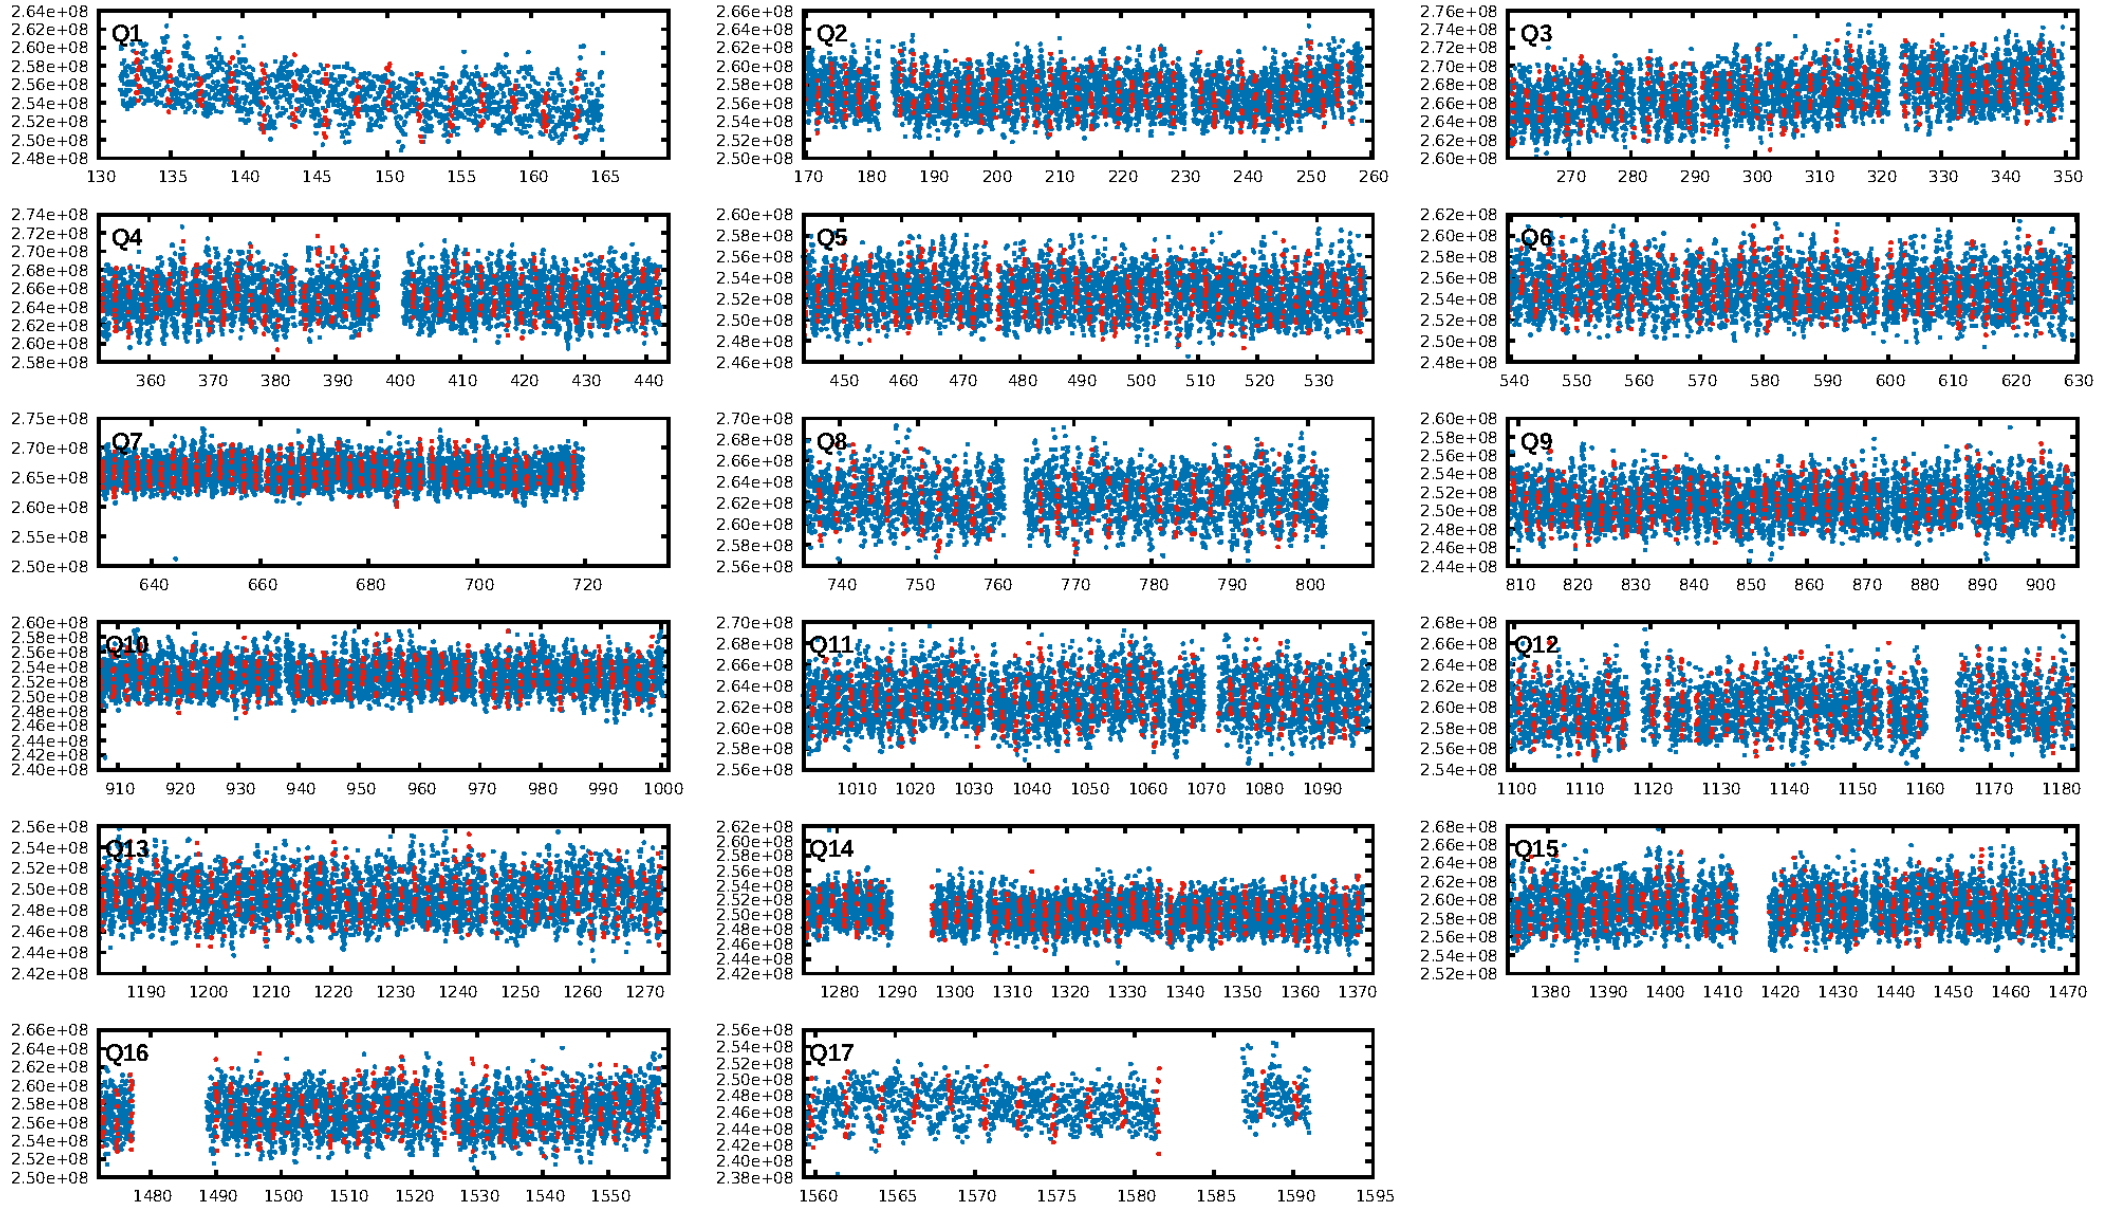 Q1
2.64e+08
2.62e+08
2.60e+08
2.58e+08
2.56e+08
2.54e+08
2.52e+08
2.50e+08
2.48e+08
130 135 140 145 150 155 160 165
Q2
2.66e+08
2.64e+08
2.62e+08
2.60e+08
2.58e+08
2.56e+08
2.54e+08
2.52e+08
2.50e+08
170 180 190 200 210 220 230 240 250 260
Q3
2.76e+08
2.74e+08
2.72e+08
2.70e+08
2.68e+08
2.66e+08
2.64e+08
2.62e+08
2.60e+08
270 280 290 300 310 320 330 340 350
Q4
2.74e+08
2.72e+08
2.70e+08
2.68e+08
2.66e+08
2.64e+08
2.62e+08
2.60e+08
2.58e+08
360 370 380 390 400 410 420 430 440
Q5
2.60e+08
2.58e+08
2.56e+08
2.54e+08
2.52e+08
2.50e+08
2.48e+08
2.46e+08
450 460 470 480 490 500 510 520 530
Q6
2.62e+08
2.60e+08
2.58e+08
2.56e+08
2.54e+08
2.52e+08
2.50e+08
2.48e+08
540 550 560 570 580 590 600 610 620 630
Q7
2.75e+08
2.70e+08
2.65e+08
2.60e+08
2.55e+08
2.50e+08
640 660 680 700 720
Q8
2.70e+08
2.68e+08
2.66e+08
2.64e+08
2.62e+08
2.60e+08
2.58e+08
2.56e+08
740 750 760 770 780 790 800
Q9
2.60e+08
2.58e+08
2.56e+08
2.54e+08
2.52e+08
2.50e+08
2.48e+08
2.46e+08
2.44e+08
810 820 830 840 850 860 870 880 890 900
Q10
2.60e+08
2.58e+08
2.56e+08
2.54e+08
2.52e+08
2.50e+08
2.48e+08
2.46e+08
2.44e+08
2.42e+08
2.40e+08
910 920 930 940 950 960 970 980 990 1000
Q11
2.70e+08
2.68e+08
2.66e+08
2.64e+08
2.62e+08
2.60e+08
2.58e+08
2.56e+08
1010 1020 1030 1040 1050 1060 1070 1080 1090
Q12
2.68e+08
2.66e+08
2.64e+08
2.62e+08
2.60e+08
2.58e+08
2.56e+08
2.54e+08
1100 1110 1120 1130 1140 1150 1160 1170 1180
Q13
2.56e+08
2.54e+08
2.52e+08
2.50e+08
2.48e+08
2.46e+08
2.44e+08
2.42e+08
1190 1200 1210 1220 1230 1240 1250 1260 1270
Q14
2.62e+08
2.60e+08
2.58e+08
2.56e+08
2.54e+08
2.52e+08
2.50e+08
2.48e+08
2.46e+08
2.44e+08
2.42e+08
1280 1290 1300 1310 1320 1330 1340 1350 1360 1370
Q15
2.68e+08
2.66e+08
2.64e+08
2.62e+08
2.60e+08
2.58e+08
2.56e+08
2.54e+08
2.52e+08
1380 1390 1400 1410 1420 1430 1440 1450 1460 1470
Q16
2.66e+08
2.64e+08
2.62e+08
2.60e+08
2.58e+08
2.56e+08
2.54e+08
2.52e+08
2.50e+08
1480 1490 1500 1510 1520 1530 1540 1550
Q17
2.56e+08
2.54e+08
2.52e+08
2.50e+08
2.48e+08
2.46e+08
2.44e+08
2.42e+08
2.40e+08
2.38e+08
1560 1565 1570 1575 1580 1585 1590 1595